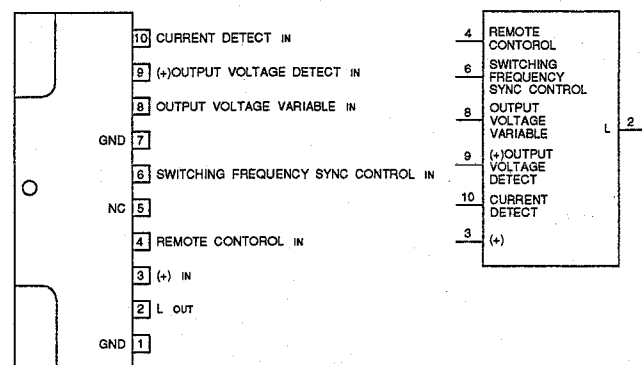 10 CURRENT DETECT IN
9 (+)OUTPUT VOLTAGE DETECT IN
8 OUTPUT VOLTAGE VARIABLE IN
GND 7
6 SWITCHING FREQUENCY SYNC CONTROL IN
NC 5
4 REMOTE CONTOROL IN
3 (+) IN
2 L OUT
GND 1
4 REMOTE
CONTOROL
6 SWITCHING
FREQUENCY
SYNC CONTROL
8 OUTPUT
VOLTAGE
VARIABLE
L 2
9 (+)OUTPUT
VOLTAGE
DETECT
10 CURRENT
DETECT
3 (+)